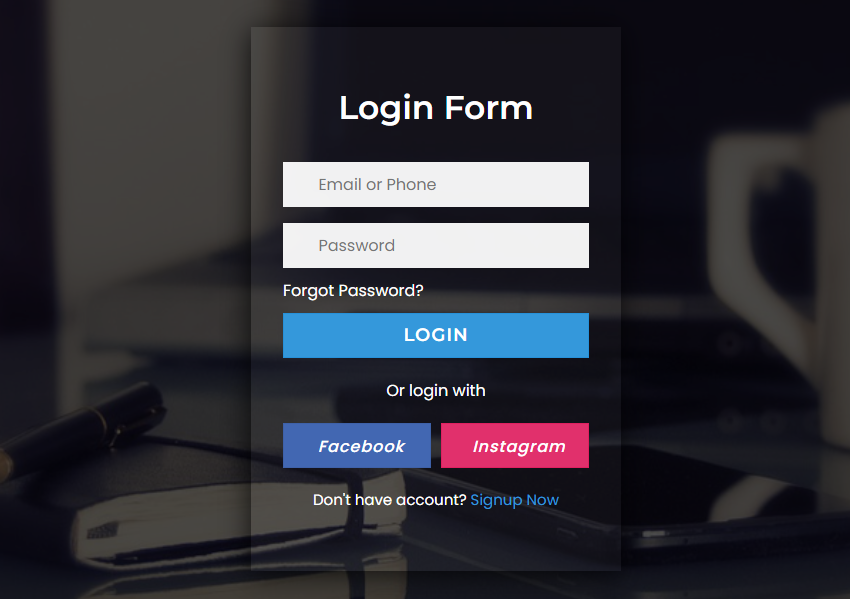 Login Form
Email or Phone
Password
Forgot Password?
LOGIN
Or login with
Facebook Instagram
Don't have account? Signup Now